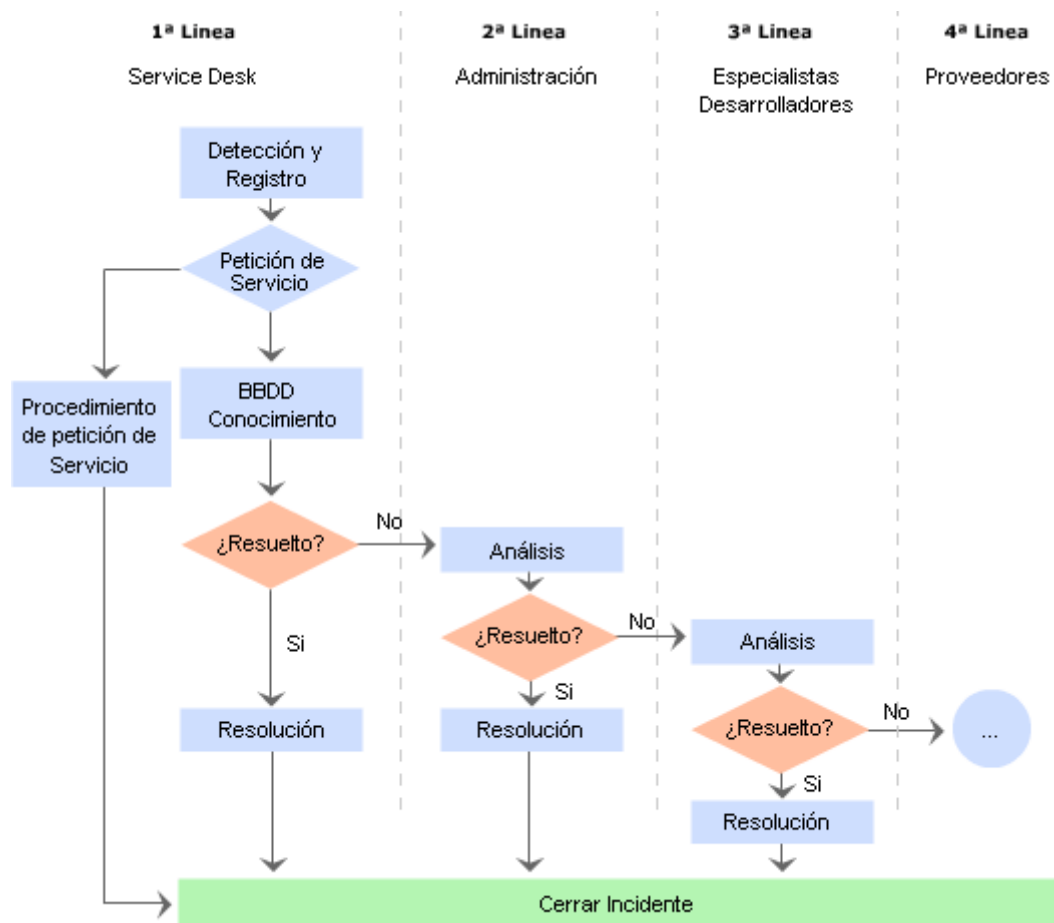 1ª Linea
2ª Linea
3ª Linea
4ª Linea
Service Desk
Administración
Especialistas
Desarrolladores
Proveedores
Detección y
Registro
Petición de
Servicio
Procedimiento
de petición de
Servicio
BBDD
Conocimiento
¿Resuelto?
No
Análisis
Si
¿Resuelto?
No
Análisis
Si
Resolución
Resolución
¿Resuelto?
No
...
Si
Resolución
Cerrar Incidente